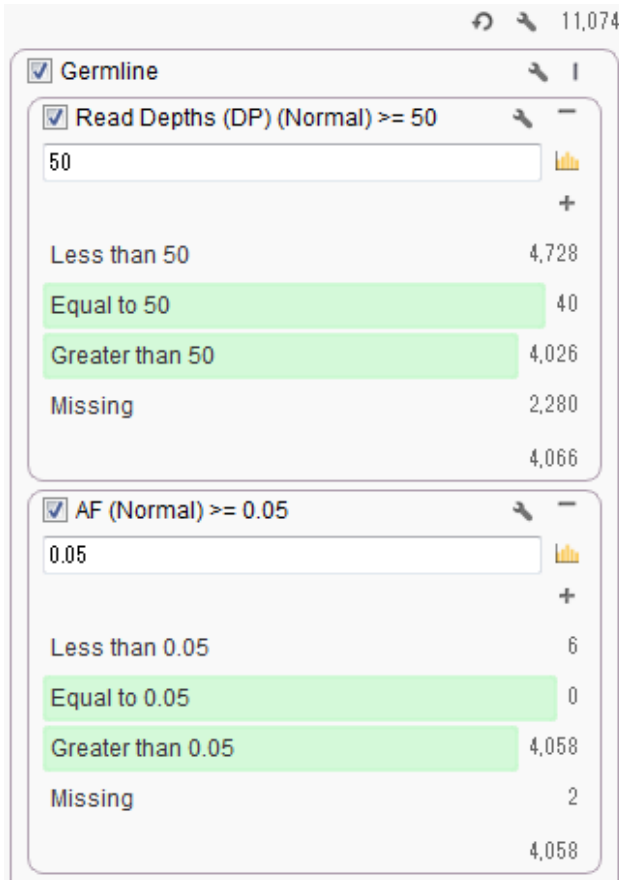 11,074
Germline
Read Depths (DP) (Normal) >= 50
50
Less than 50 4,728
Equal to 50 40
Greater than 50 4,026
Missing 2,280
4,066
AF (Normal) >= 0.05
0.05
Less than 0.05 6
Equal to 0.05 0
Greater than 0.05 4,058
Missing 2
4,058